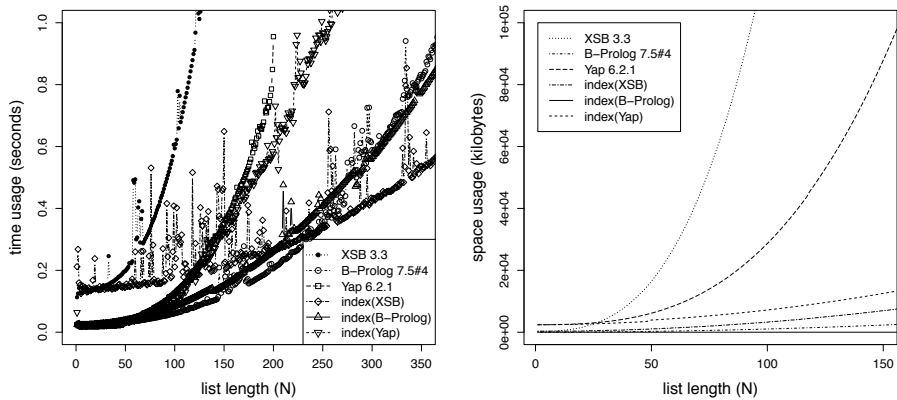 time usage (seconds)
1.0
0.8
0.6
0.4
0.2
0.0
XSB 3.3
B−Prolog 7.5#4
Yap 6.2.1
index(XSB)
index(B−Prolog)
index(Yap)
0 50 100 150 200 250 300 350
list length (N)
space usage (kilobytes)
1e+05
8e+04
6e+04
4e+04
2e+04
0e+00
XSB 3.3
B−Prolog 7.5#4
Yap 6.2.1
index(XSB)
index(B−Prolog)
index(Yap)
0 50 100 150
list length (N)